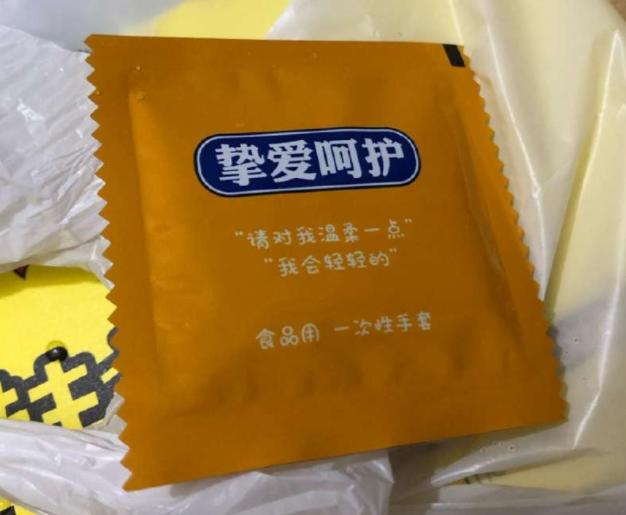 挚爱呵护
“请对我温柔一点”
“我会轻轻的”
食品用 一次性手套